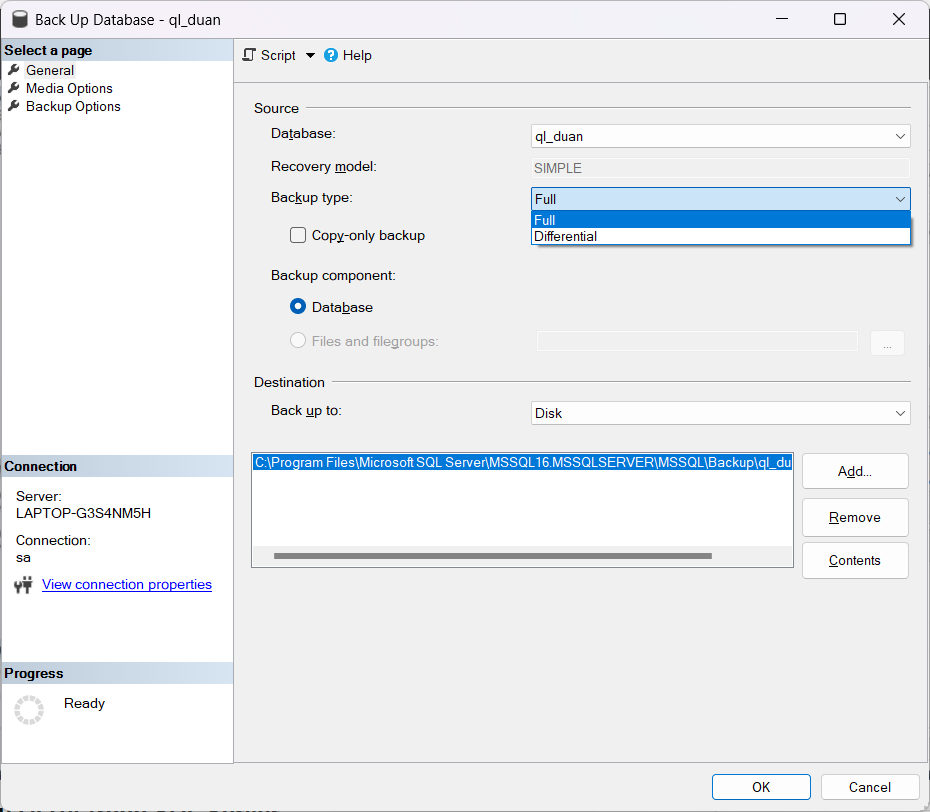 Back Up Database - ql_duan
Select a page
General
Media Options
Backup Options
Script
Help
Source
Database:
ql_duan
Recovery model:
SIMPLE
Backup type:
Full
Full
Differential
Copy-only backup
Backup component:
Database
Files and filegroups:
...
Destination
Back up to:
Disk
C:\Program Files\Microsoft SQL Server\MSSQL16.MSSQLSERVER\MSSQL\Backup\ql_du
Add...
Remove
Contents
Connection
Server:
LAPTOP-G3S4NM5H
Connection:
sa
View connection properties
Progress
Ready
OK
Cancel